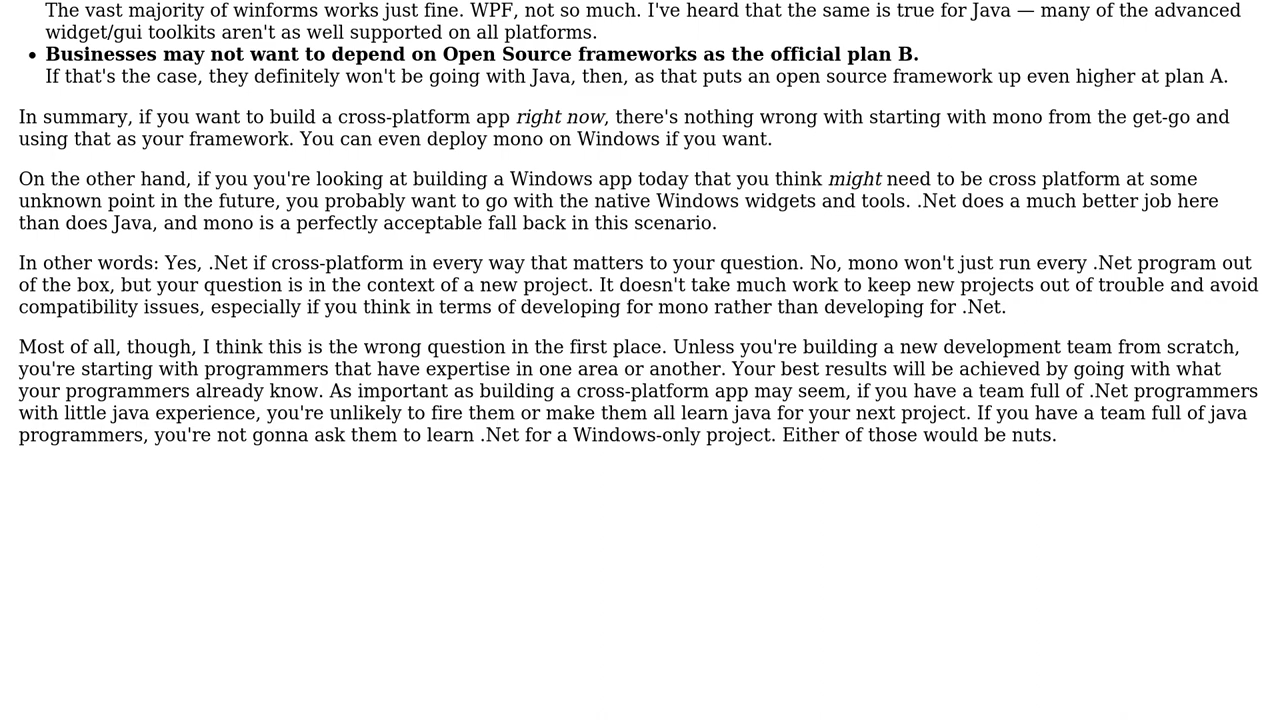 The vast majority of winforms works just fine. WPF, not so much. I've heard that the same is true for Java — many of the advanced
widget/gui toolkits aren't as well supported on all platforms.
• Businesses may not want to depend on Open Source frameworks as the official plan B.
If that's the case, they definitely won't be going with Java, then, as that puts an open source framework up even higher at plan A.
In summary, if you want to build a cross-platform app right now, there's nothing wrong with starting with mono from the get-go and
using that as your framework. You can even deploy mono on Windows if you want.
On the other hand, if you you're looking at building a Windows app today that you think might need to be cross platform at some
unknown point in the future, you probably want to go with the native Windows widgets and tools. .Net does a much better job here
than does Java, and mono is a perfectly acceptable fall back in this scenario.
In other words: Yes, .Net if cross-platform in every way that matters to your question. No, mono won't just run every .Net program out
of the box, but your question is in the context of a new project. It doesn't take much work to keep new projects out of trouble and avoid
compatibility issues, especially if you think in terms of developing for mono rather than developing for .Net.
Most of all, though, I think this is the wrong question in the first place. Unless you're building a new development team from scratch,
you're starting with programmers that have expertise in one area or another. Your best results will be achieved by going with what
your programmers already know. As important as building a cross-platform app may seem, if you have a team full of .Net programmers
with little java experience, you're unlikely to fire them or make them all learn java for your next project. If you have a team full of java
programmers, you're not gonna ask them to learn .Net for a Windows-only project. Either of those would be nuts.